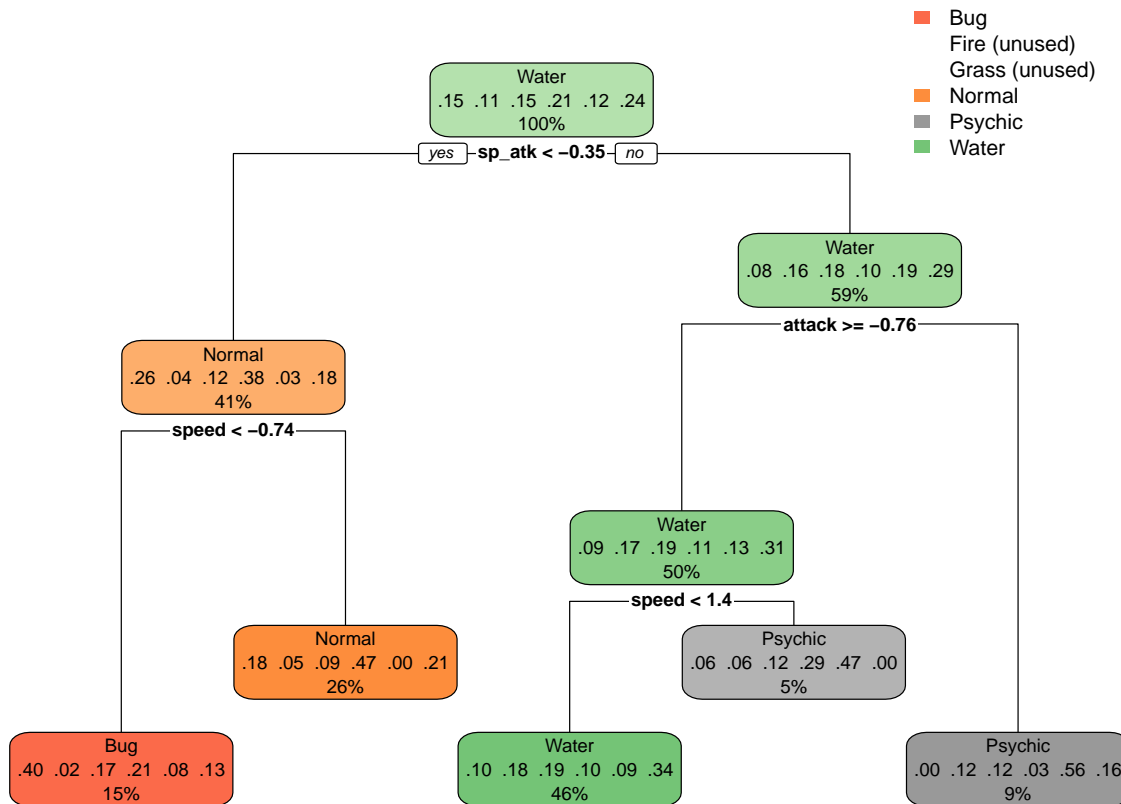 Bug
Fire (unused)
Grass (unused)
Normal
Psychic
Water
Water
.15 .11 .15 .21 .12 .24
100%
yes sp_atk < −0.35 no
Water
.08 .16 .18 .10 .19 .29
59%
attack >= −0.76
Normal
.26 .04 .12 .38 .03 .18
41%
speed < −0.74
Water
.09 .17 .19 .11 .13 .31
50%
speed < 1.4
Normal
.18 .05 .09 .47 .00 .21
26%
Psychic
.06 .06 .12 .29 .47 .00
5%
Bug
.40 .02 .17 .21 .08 .13
15%
Water
.10 .18 .19 .10 .09 .34
46%
Psychic
.00 .12 .12 .03 .56 .16
9%